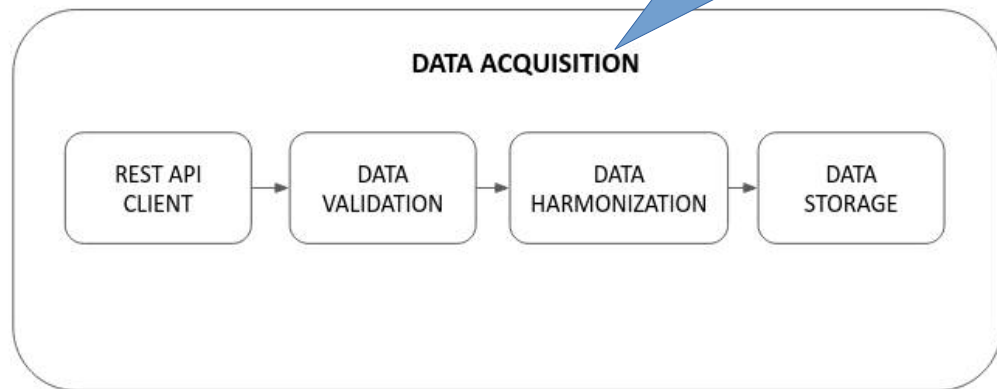 DATA ACQUISITION
REST API
CLIENT
DATA
VALIDATION
DATA
HARMONIZATION
DATA
STORAGE